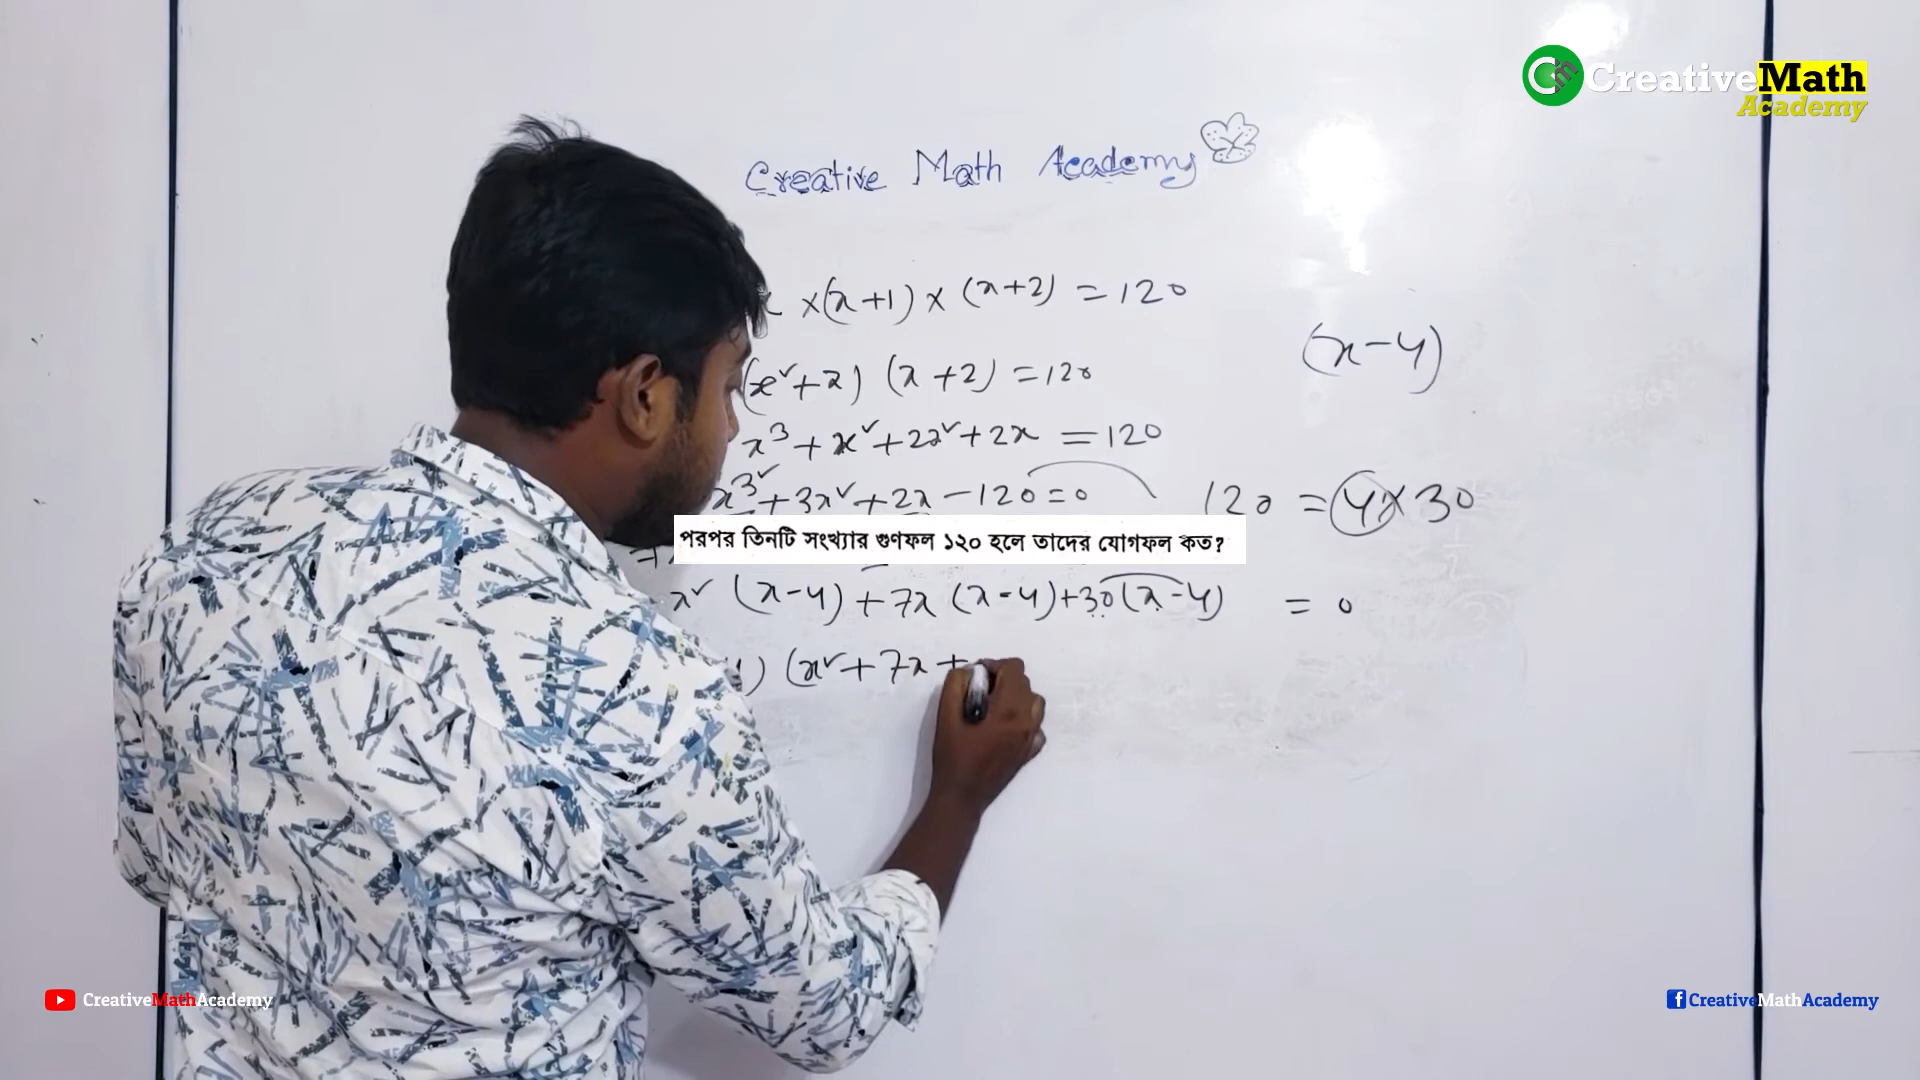 CreativeMath
Academy
Creative Math Academy
x(x+1) x (x+2) = 120
(x-4)
(x²+x) (x+2) = 120
x³+x²+2x²+2x = 120
x³+3x²+2x-120=0
120 = 4x30
পরপর তিনটি সংখ্যার গুণফল ১২০ হলে তাদের যোগফল কত?
x² (x-4)+7x (x-4)+30(x-4) = 0
) (x²+7x+
CreativeMathAcademy
CreativeMathAcademy